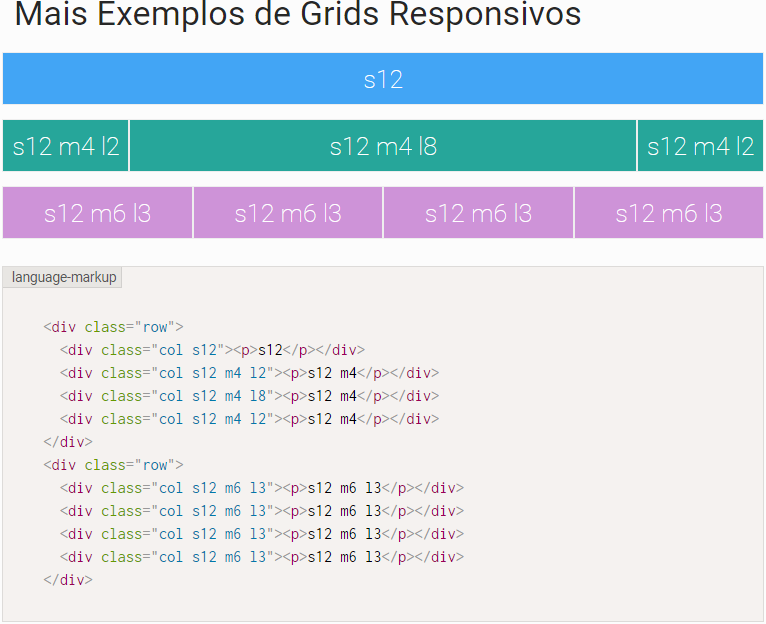 Mais Exemplos de Grids Responsivos
s12
s12 m4 l2 s12 m4 l8 s12 m4 l2
s12 m6 l3 s12 m6 l3 s12 m6 l3 s12 m6 l3
language-markup
<div class="row">
<div class="col s12"><p>s12</p></div>
<div class="col s12 m4 l2"><p>s12 m4</p></div>
<div class="col s12 m4 l8"><p>s12 m4</p></div>
<div class="col s12 m4 l2"><p>s12 m4</p></div>
</div>
<div class="row">
<div class="col s12 m6 l3"><p>s12 m6 l3</p></div>
<div class="col s12 m6 l3"><p>s12 m6 l3</p></div>
<div class="col s12 m6 l3"><p>s12 m6 l3</p></div>
<div class="col s12 m6 l3"><p>s12 m6 l3</p></div>
</div>